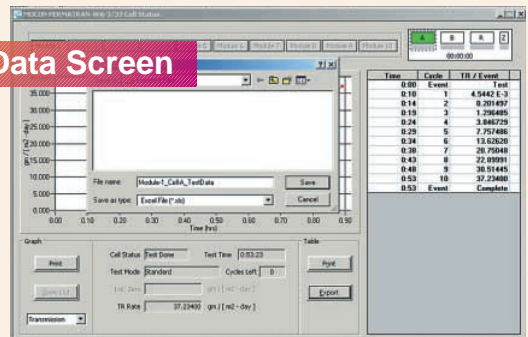 MOCON PERMATRAN-W® 3/33 Cell Status
Data Screen
A B R Z
00:00:00
Module 6 Module 7 Module 8 Module 9 Module 10
Time Cycle TR / Event
0:00 Event Test
0:10 1 4.5442 E-3
0:14 2 0.201497
0:19 3 1.296405
0:24 4 3.846729
0:29 5 7.757486
0:34 6 13.62620
0:38 7 20.75048
0:43 8 22.09991
0:48 9 30.51445
0:53 10 37.23400
0:53 Event Complete
35.000
30.000
25.000
20.000
15.000
10.000
5.000
0.000
0.00 0.10 0.20 0.30 0.40 0.50 0.60 0.70 0.80 0.90
Time (hrs)
File name: Module-1_CellA_TestData Save
Save as type: Excel File (*.xls) Cancel
Graph
Print
Transmission
Cell Status Test Done Test Time 0:53:23
Test Mode Standard Cycles Left 0
Ind. Zero gm / [ m2 - day ]
TR Rate 37.23400 gm / [ m2 - day ]
Table
Print
Export